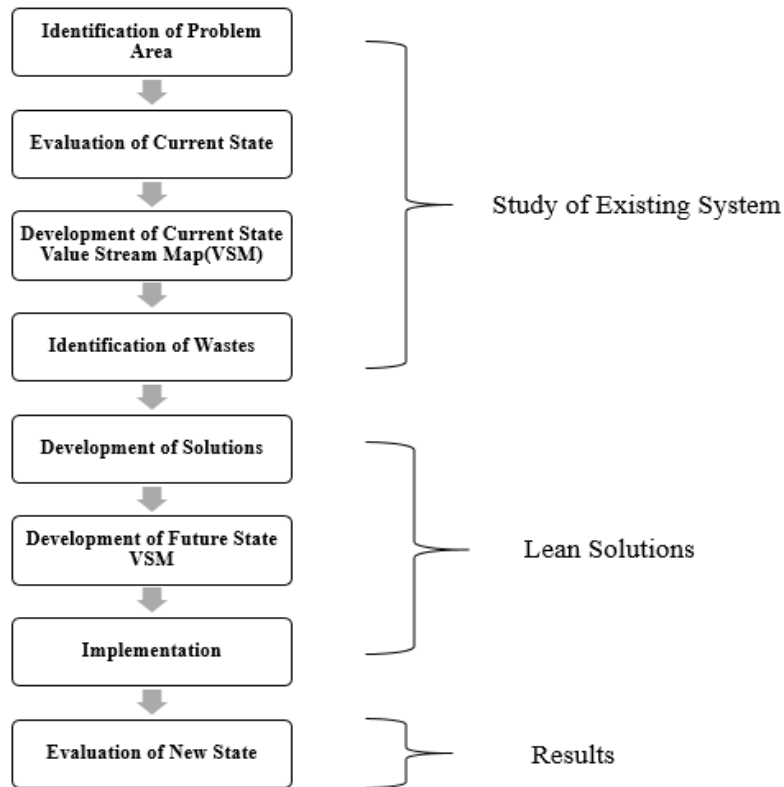 Identification of Problem
Area
Evaluation of Current State
Development of Current State
Value Stream Map(VSM)
Identification of Wastes
Study of Existing System
Development of Solutions
Development of Future State
VSM
Implementation
Lean Solutions
Evaluation of New State
Results